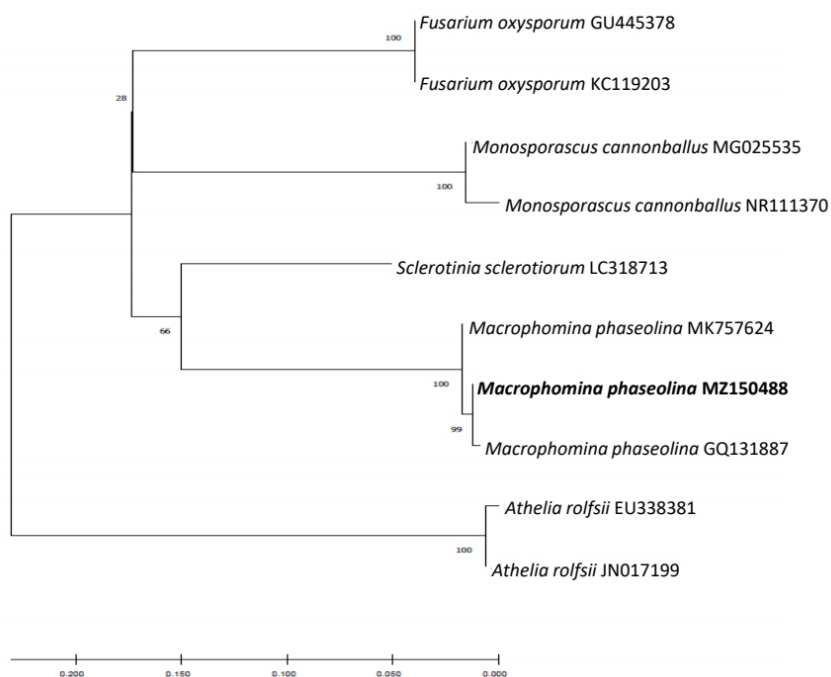 Fusarium oxysporum GU445378
100
Fusarium oxysporum KC119203
28
Monosporascus cannonballus MG025535
100
Monosporascus cannonballus NR111370
Sclerotinia sclerotiorum LC318713
66
Macrophomina phaseolina MK757624
100
Macrophomina phaseolina MZ150488
99
Macrophomina phaseolina GQ131887
Athelia rolfsii EU338381
100
Athelia rolfsii JN017199
0.200 0.150 0.100 0.050 0.000